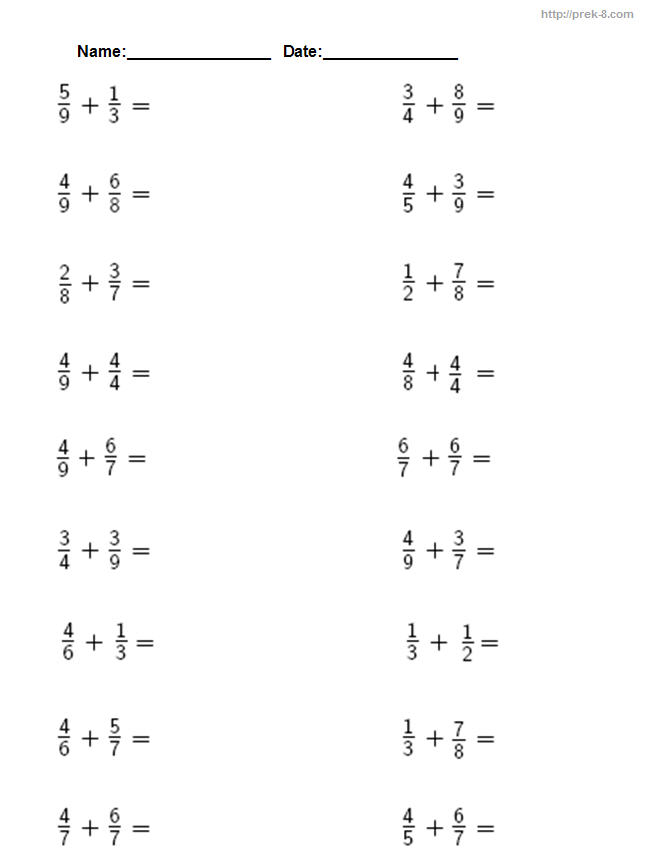 http://prek-8.com
Name:________________ Date:_______________
5/9 + 1/3 = 3/4 + 8/9 =
4/9 + 6/8 = 4/5 + 3/9 =
2/8 + 3/7 = 1/2 + 7/8 =
4/9 + 4/4 = 4/8 + 4/4 =
4/9 + 6/7 = 6/7 + 6/7 =
3/4 + 3/9 = 4/9 + 3/7 =
4/6 + 1/3 = 1/3 + 1/2 =
4/6 + 5/7 = 1/3 + 7/8 =
4/7 + 6/7 = 4/5 + 6/7 =